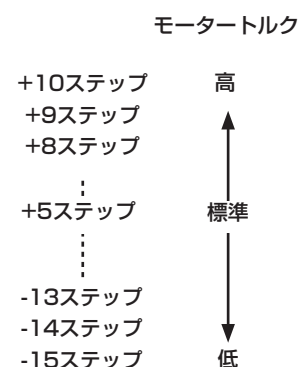 モータートルク
+10ステップ 高
+9ステップ
+8ステップ
+5ステップ 標準
-13ステップ
-14ステップ
-15ステップ 低